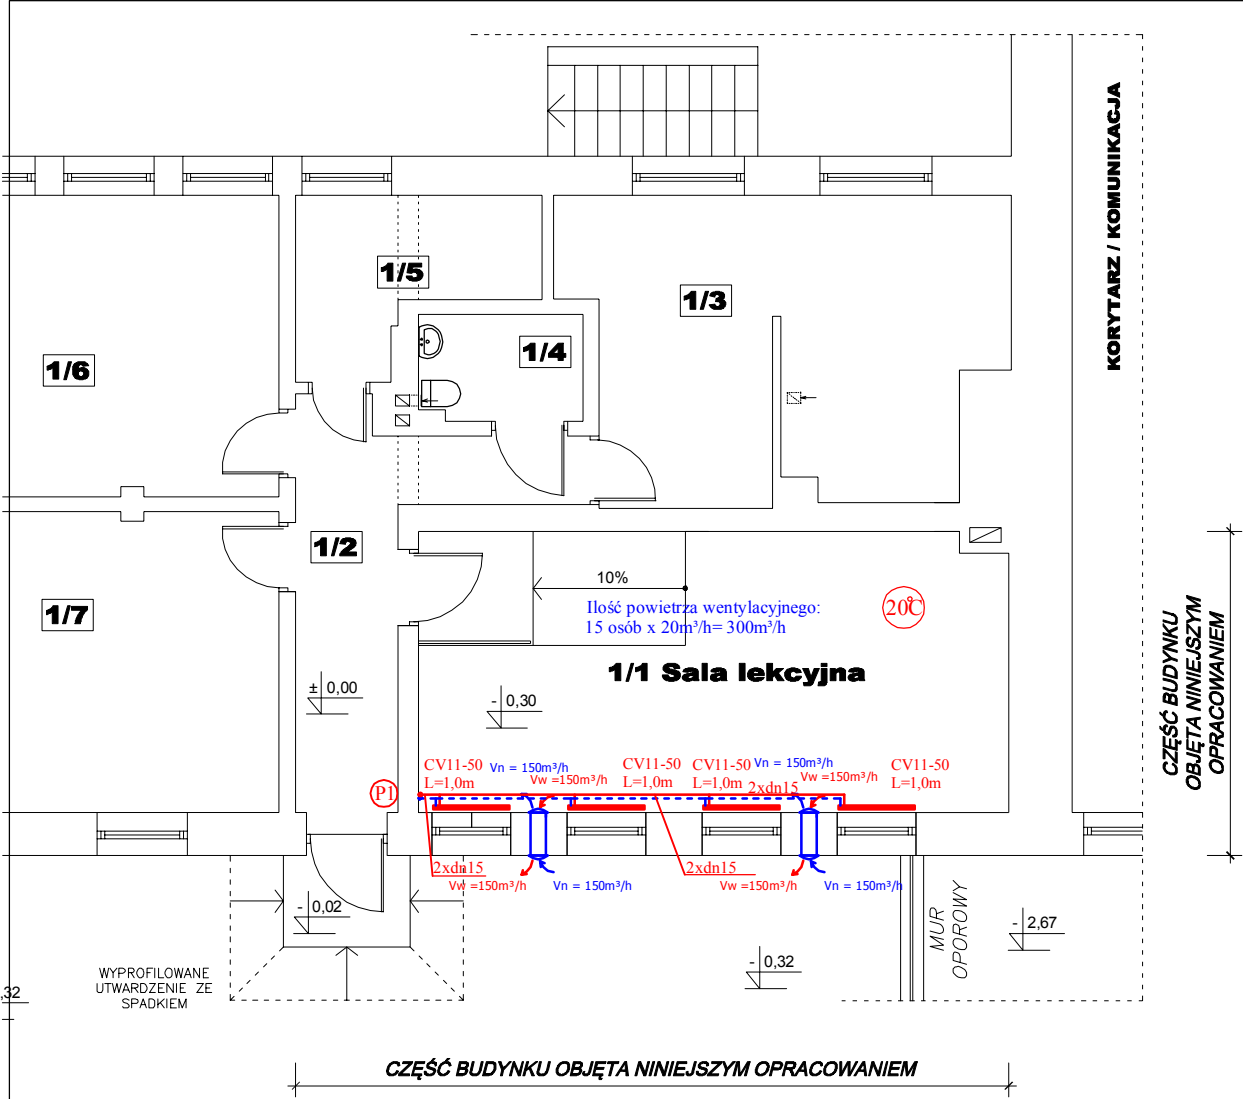 KORYTARZ / KOMUNIKACJA
1/5
1/3
1/4
1/6
1/2
1/7
10%
Ilość powietrza wentylacyjnego:
15 osób x 20m³/h= 300m³/h
20°C
1/1 Sala lekcyjna
± 0,00
- 0,30
CZĘŚĆ BUDYNKU
OBJĘTA NINIEJSZYM
OPRACOWANIEM
CV11-50
L=1,0m
Vn = 150m³/h
Vw =150m³/h
CV11-50
L=1,0m
CV11-50
L=1,0m
2xdn15
Vn = 150m³/h
Vw =150m³/h
CV11-50
L=1,0m
P1
2xdn15
Vw =150m³/h
Vn = 150m³/h
2xdn15
Vw =150m³/h
Vn = 150m³/h
- 0,02
MUR
OPOROWY
- 2,67
- 0,32
WYPROFILOWANE
UTWARDZENIE ZE
SPADKIEM
,32
CZĘŚĆ BUDYNKU OBJĘTA NINIEJSZYM OPRACOWANIEM